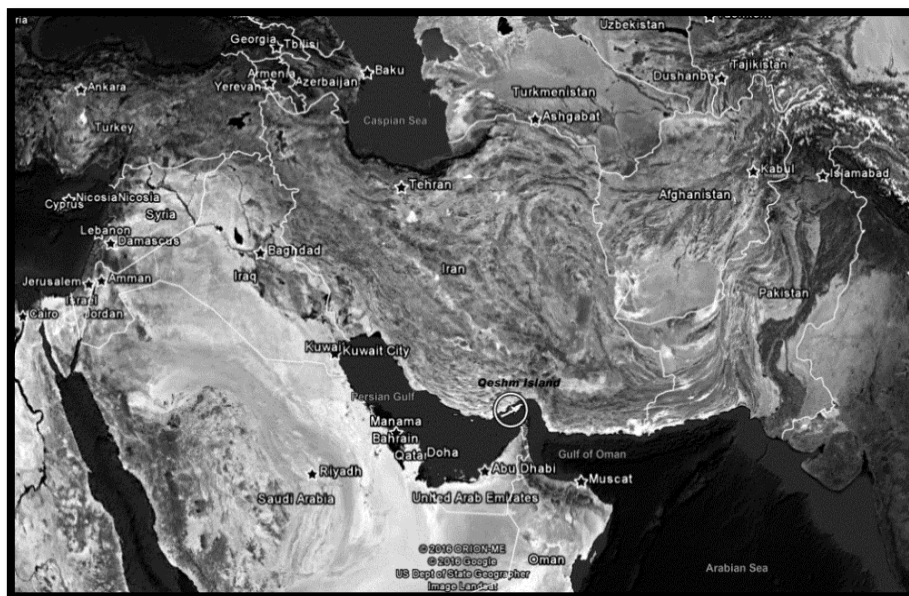 ria
Uzbekistan
Tashkent
Georgia
Tbilisi
Armenia
Yerevan
Azerbaijan
Baku
Tajikistan
Dushanbe
Ankara
Turkmenistan
Caspian Sea
Ashgabat
Turkey
Kabul
Islamabad
Tehran
Afghanistan
Cyprus
NicosiaNicosia
Syria
Lebanon
Damascus
Baghdad
Iran
Iraq
Jerusalem
Amman
Israel
Jordan
Pakistan
Cairo
Kuwait
Kuwait City
Qeshm Island
Persian Gulf
Manama
Bahrain
Qatar
Doha
Gulf of Oman
Abu Dhabi
Muscat
Riyadh
Saudi Arabia
United Arab Emirates
© 2016 ORION-ME
© 2016 Google
US Dept of State Geographer
Image Landsat
Oman
Arabian Sea